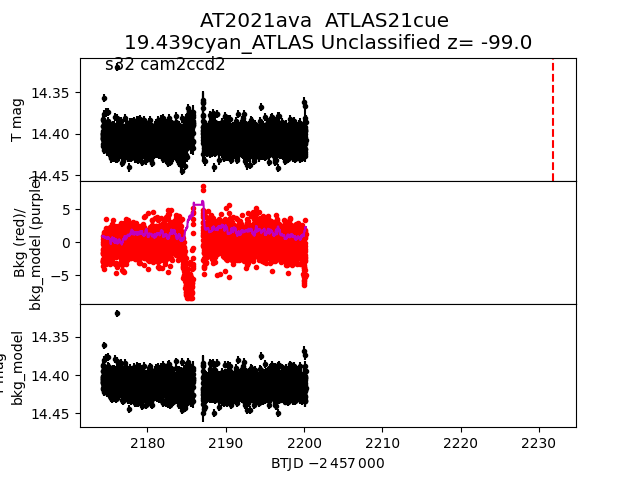 AT2021ava  ATLAS21cue
19.439cyan_ATLAS Unclassified z= -99.0
s32 cam2ccd2
T mag
14.35
14.40
14.45
Bkg (red)/
bkg_model (purple)
5
0
−5
bkg_model
14.35
14.40
14.45
2180 2190 2200 2210 2220 2230
BTJD −2 457 000